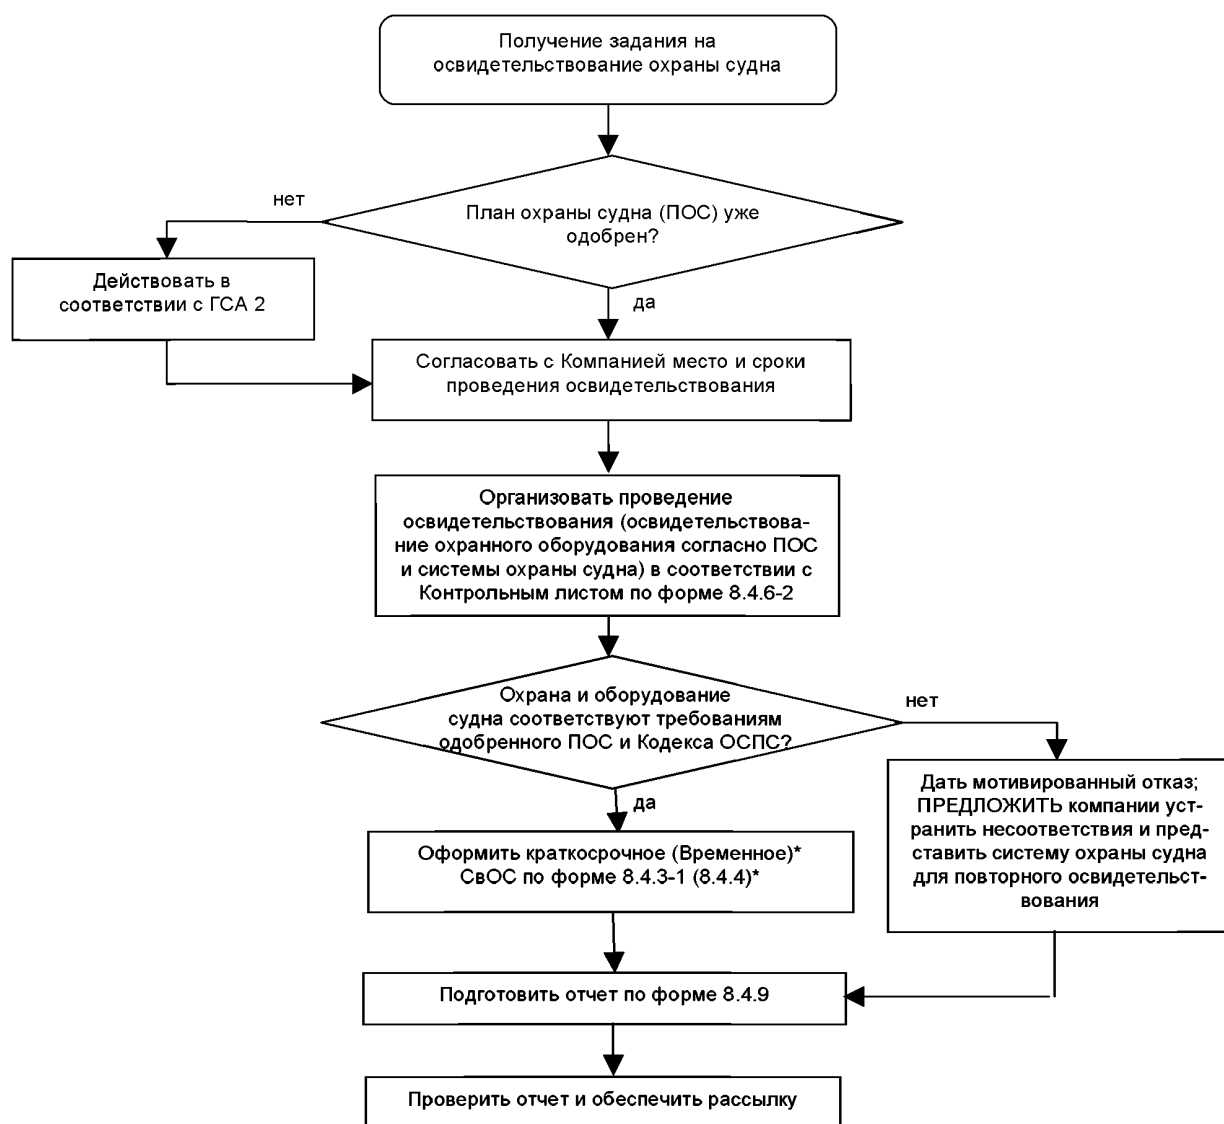 Получение задания на
освидетельствование охраны судна
нет
План охраны судна (ПОС) уже
одобрен?
Действовать в
соответствии с ГСА 2
да
Согласовать с Компанией место и сроки
проведения освидетельствования
Организовать проведение
освидетельствования (освидетельствова-
ние охранного оборудования согласно ПОС
и системы охраны судна) в соответствии с
Контрольным листом по форме 8.4.6-2
Охрана и оборудование
судна соответствуют требованиям
одобренного ПОС и Кодекса ОСПС?
нет
Дать мотивированный отказ;
ПРЕДЛОЖИТЬ компании уст-
ранить несоответствия и пред-
ставить систему охраны судна
для повторного освидетельст-
вования
да
Оформить краткосрочное (Временное)*
СвОС по форме 8.4.3-1 (8.4.4)*
Подготовить отчет по форме 8.4.9
Проверить отчет и обеспечить рассылку